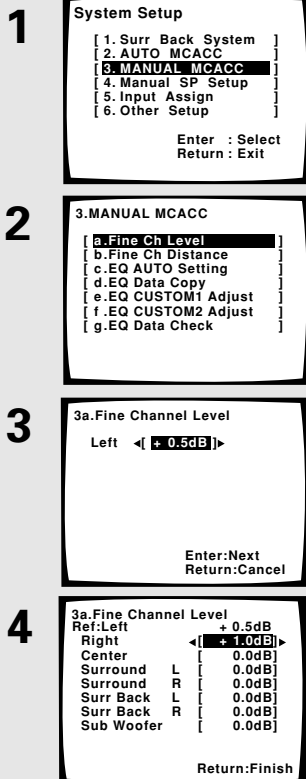 1
System Setup
[ 1. Surr Back System ]
[ 2. AUTO MCACC ]
[ 3. MANUAL MCACC ]
[ 4. Manual SP Setup ]
[ 5. Input Assign ]
[ 6. Other Setup ]
Enter : Select
Return : Exit
2
3.MANUAL MCACC
[ a.Fine Ch Level ]
[ b.Fine Ch Distance ]
[ c.EQ AUTO Setting ]
[ d.EQ Data Copy ]
[ e.EQ CUSTOM1 Adjust ]
[ f .EQ CUSTOM2 Adjust ]
[ g.EQ Data Check ]
3
3a.Fine Channel Level
Left ◂[ + 0.5dB ]▸
Enter:Next
Return:Cancel
4
3a.Fine Channel Level
Ref:Left + 0.5dB
Right ◂[ + 1.0dB]▸
Center [ 0.0dB]
Surround L [ 0.0dB]
Surround R [ 0.0dB]
Surr Back L [ 0.0dB]
Surr Back R [ 0.0dB]
Sub Woofer [ 0.0dB]
Return:Finish